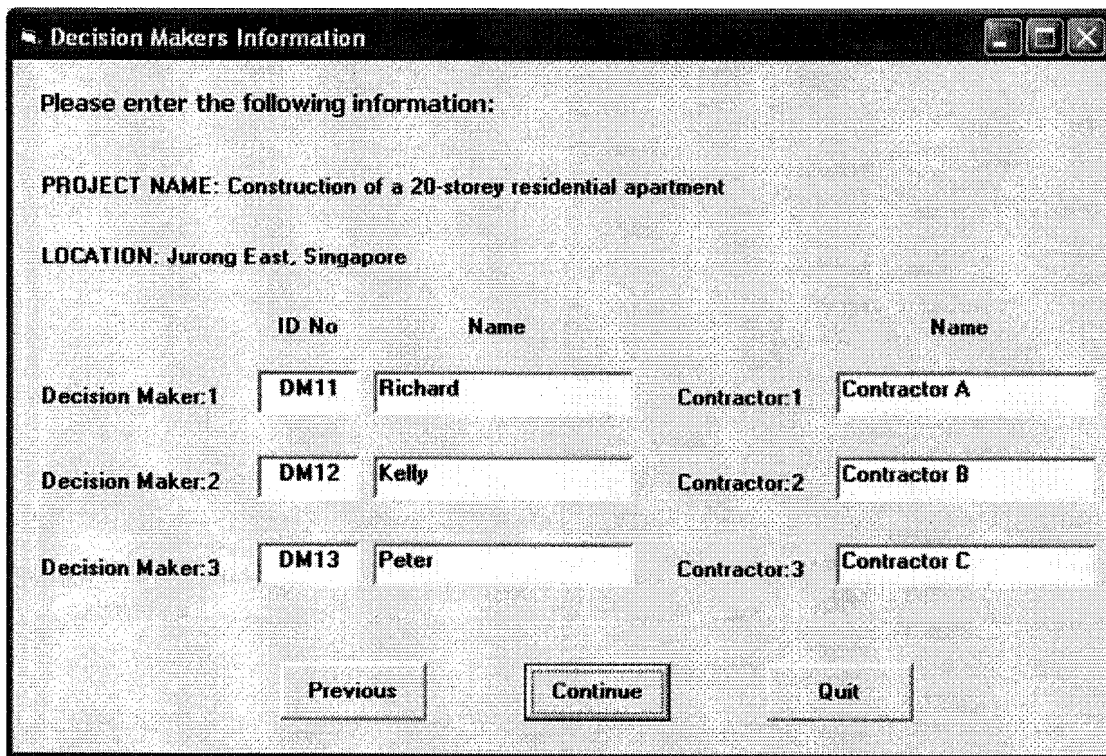 Decision Makers Information
Please enter the following information:
PROJECT NAME: Construction of a 20-storey residential apartment
LOCATION: Jurong East, Singapore
ID No Name Name
Decision Maker:1 DM11 Richard Contractor:1 Contractor A
Decision Maker:2 DM12 Kelly Contractor:2 Contractor B
Decision Maker:3 DM13 Peter Contractor:3 Contractor C
Previous Continue Quit